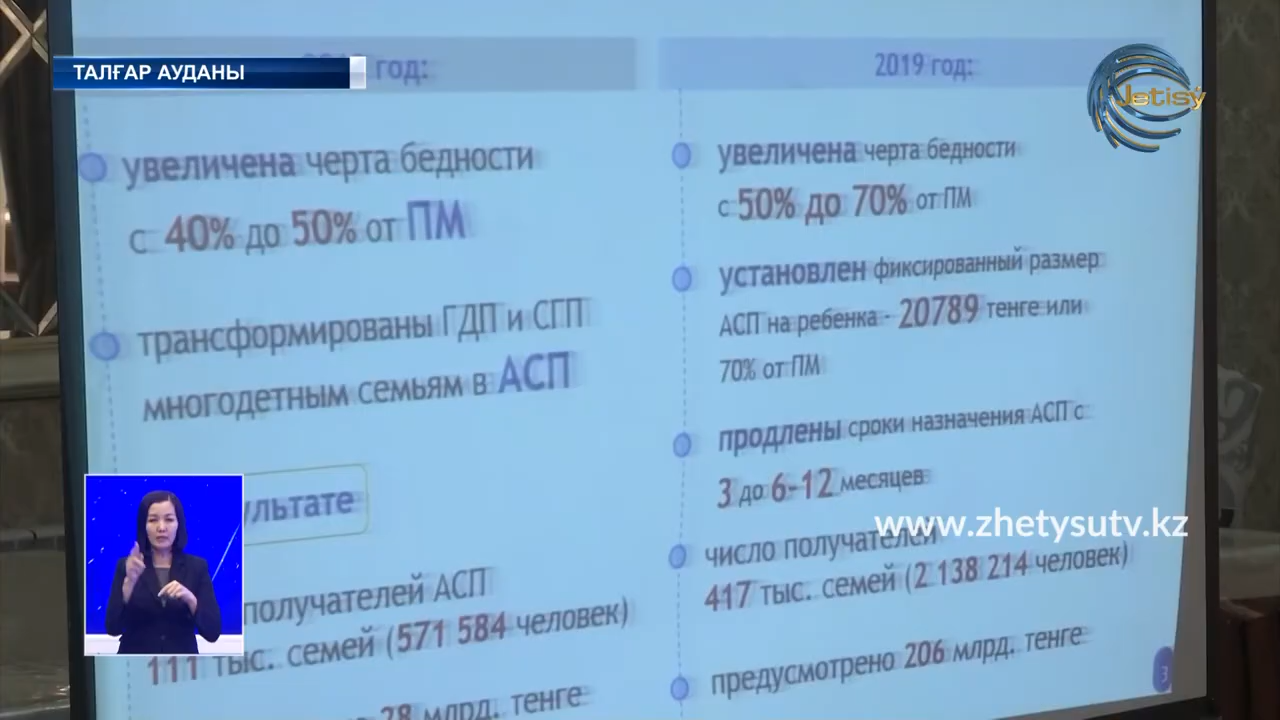 ТАЛҒАР АУДАНЫ
год:
увеличена черта бедности
с 40% до 50% от ПМ
трансформированы ГДП и СГП
многодетным семьям в АСП
получателей АСП
111 тыс. семей (571 584 человек)
28 млрд. тенге
2019 год:
увеличена черта бедности
с 50% до 70% от ПМ
установлен фиксированный размер
АСП на ребенка - 20789 тенге или
70% от ПМ
продлены сроки назначения АСП с
3 до 6-12 месяцев
число получателей
417 тыс. семей (2 138 214 человек)
предусмотрено 206 млрд. тенге
3
Jetisý
www.zhetysutv.kz